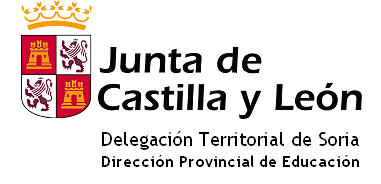 Junta de
Castilla y León
Delegación Territorial de Soria
Dirección Provincial de Educación